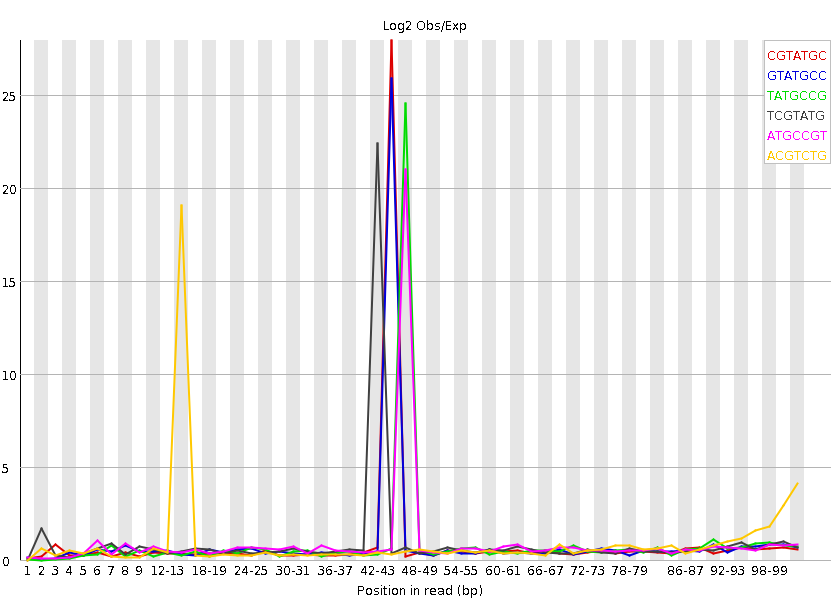 Log2 Obs/Exp
CGTATGC
GTATGCC
TATGCCG
TCGTATG
ATGCCGT
ACGTCTG
25
20
15
10
5
0
1 2 3 4 5 6 7 8 9 12-13 18-19 24-25 30-31 36-37 42-43 48-49 54-55 60-61 66-67 72-73 78-79 86-87 92-93 98-99
Position in read (bp)